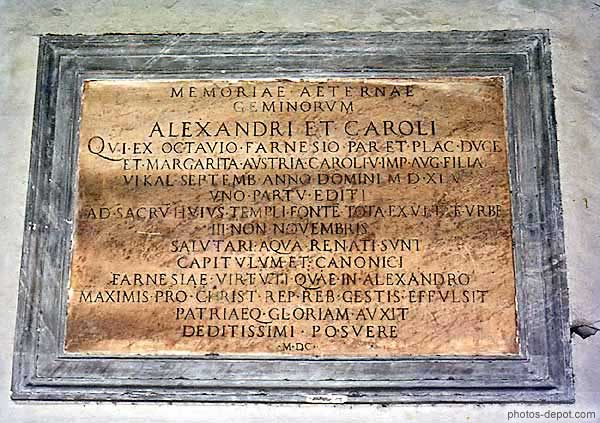 MEMORIAE AETERNAE
GEMINORVM
ALEXANDRI ET CAROLI
QVI·EX OCTAVIO·FARNESIO·PAR·ET·PLAC·DVCE
ET·MARGARITA·AVSTRIA·CAROLI·V·IMP·AVG·FILIA
VI·KAL·SEPTEMB·ANNO DOMINI·M·D·XLV
VNO·PARTV·EDITI
AD·SACRV·HVIVS·TEMPLI·FONTE·TOTA·EXVLTATE·VRBE
III·NON·NOVEMBRIS
SALVTARI·AQVA·RENATI·SVNT
CAPITVLVM·ET·CANONICI
FARNESIAE·VIRTVTI·QVAE·IN·ALEXANDRO
MAXIMIS·PRO·CHRIST·REP·REB·GESTIS·EFFVLSIT
PATRIAEQ·GLORIAM·AVXIT
DEDITISSIMI·POSVERE
·M·DC·
photos-depot.com